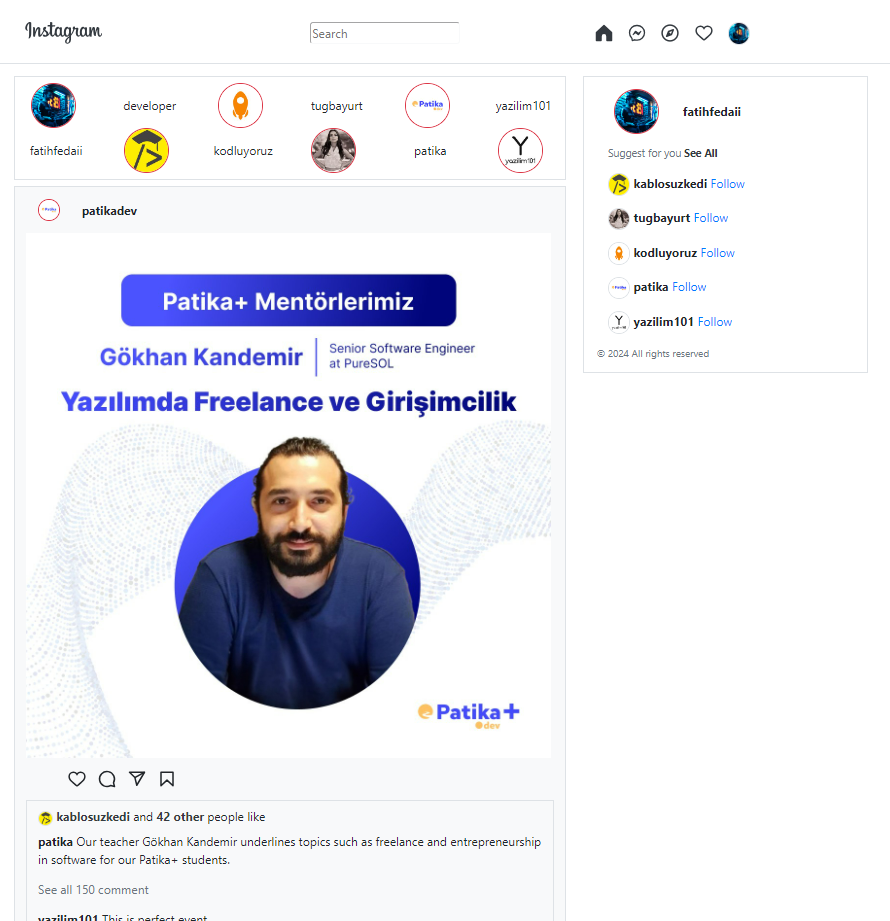 Instagram
Search
developer
tugbayurt
Patika
yazilim101
fatihfedaii
kodluyoruz
patika
Y
yazilim101
patikadev
Patika+ Mentörlerimiz
Gökhan Kandemir
Senior Software Engineer
at PureSOL
Yazılımda Freelance ve Girişimcilik
Patika+
dev
kablosuzkedi and 42 other people like
patika Our teacher Gökhan Kandemir underlines topics such as freelance and entrepreneurship
in software for our Patika+ students.
See all 150 comment
yazilim101 This is perfect event
fatihfedaii
Suggest for you See All
kablosuzkedi Follow
tugbayurt Follow
kodluyoruz Follow
patika Follow
yazilim101 Follow
© 2024 All rights reserved